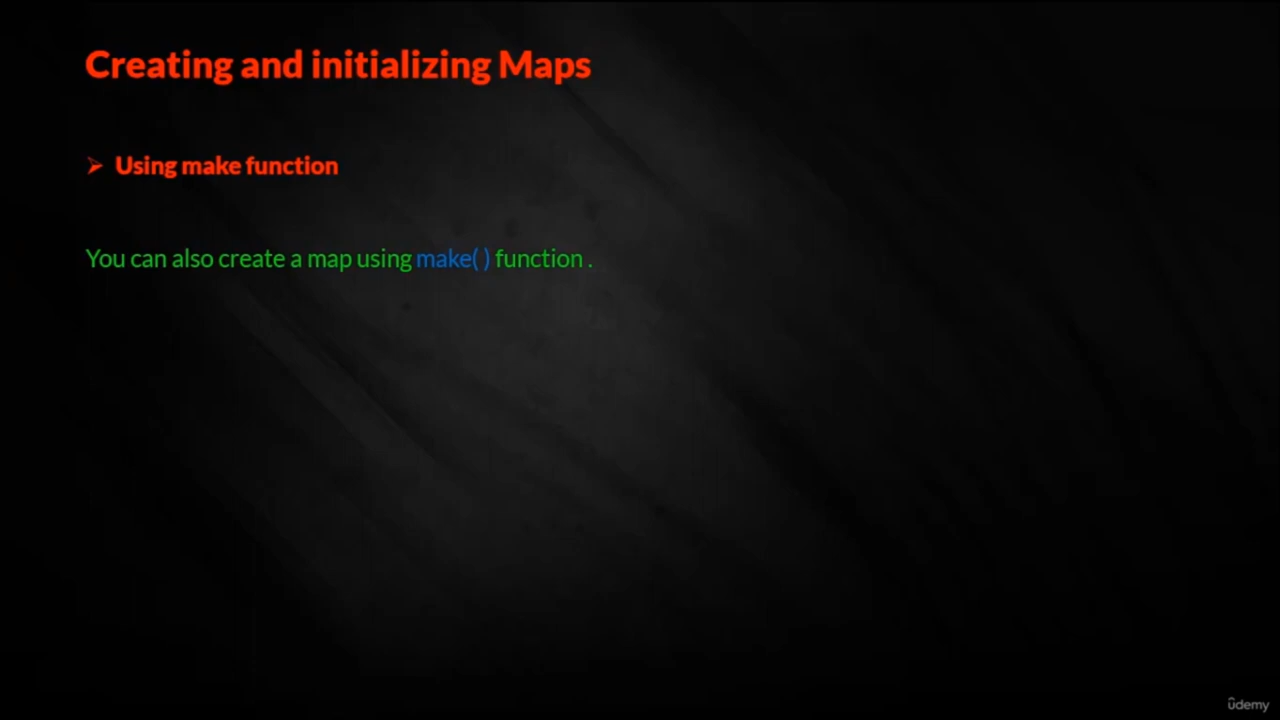 Creating and initializing Maps
➤ Using make function
You can also create a map using make( ) function .
ûdemy